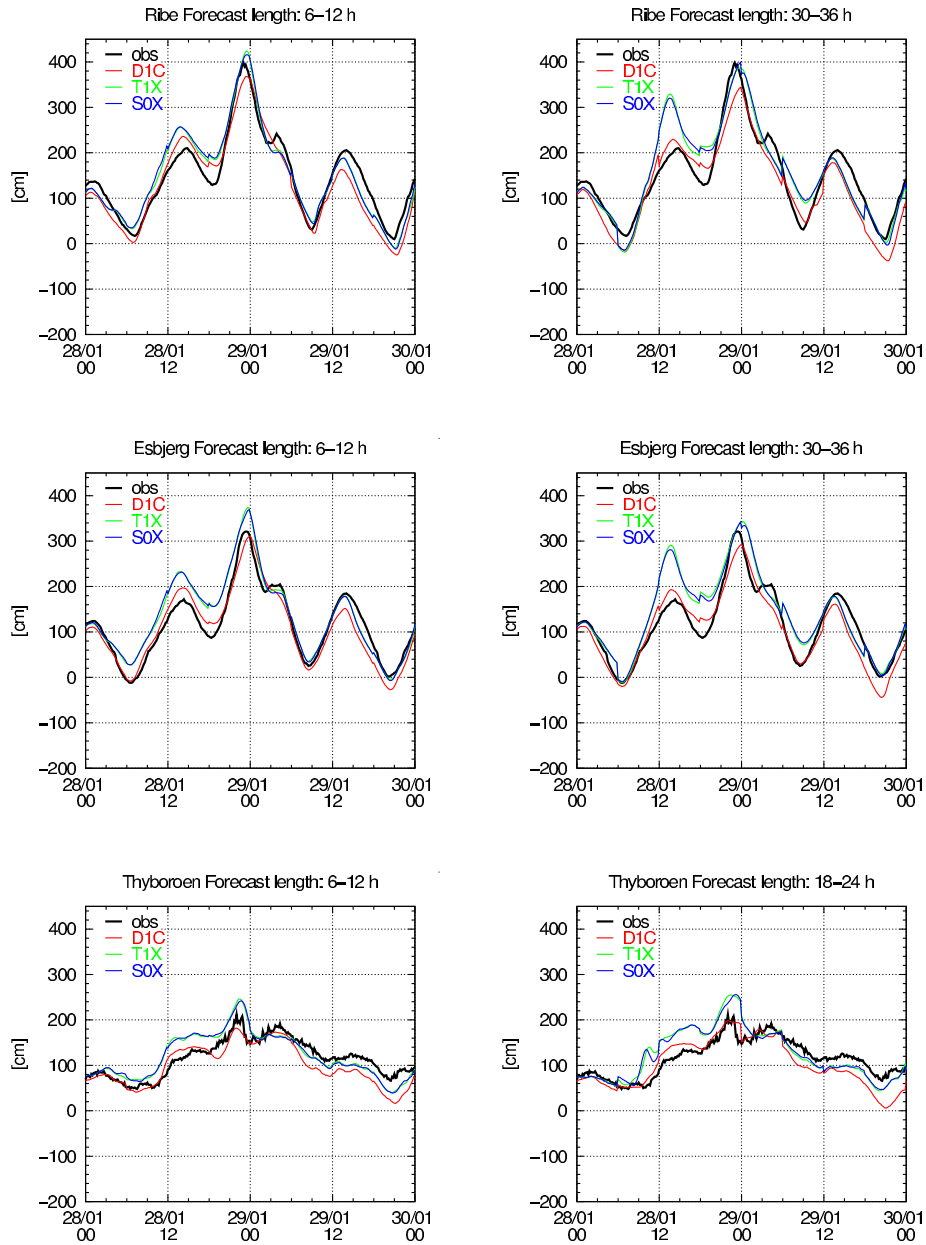 Ribe Forecast length: 6–12 h
obs
D1C
T1X
S0X
[cm]
400
300
200
100
0
−100
−200
28/01 28/01 29/01 29/01 30/01
00 12 00 12 00
Ribe Forecast length: 30–36 h
obs
D1C
T1X
S0X
[cm]
400
300
200
100
0
−100
−200
28/01 28/01 29/01 29/01 30/01
00 12 00 12 00
Esbjerg Forecast length: 6–12 h
obs
D1C
T1X
S0X
[cm]
400
300
200
100
0
−100
−200
28/01 28/01 29/01 29/01 30/01
00 12 00 12 00
Esbjerg Forecast length: 30–36 h
obs
D1C
T1X
S0X
[cm]
400
300
200
100
0
−100
−200
28/01 28/01 29/01 29/01 30/01
00 12 00 12 00
Thyboroen Forecast length: 6–12 h
obs
D1C
T1X
S0X
[cm]
400
300
200
100
0
−100
−200
28/01 28/01 29/01 29/01 30/01
00 12 00 12 00
Thyboroen Forecast length: 18–24 h
obs
D1C
T1X
S0X
[cm]
400
300
200
100
0
−100
−200
28/01 28/01 29/01 29/01 30/01
00 12 00 12 00